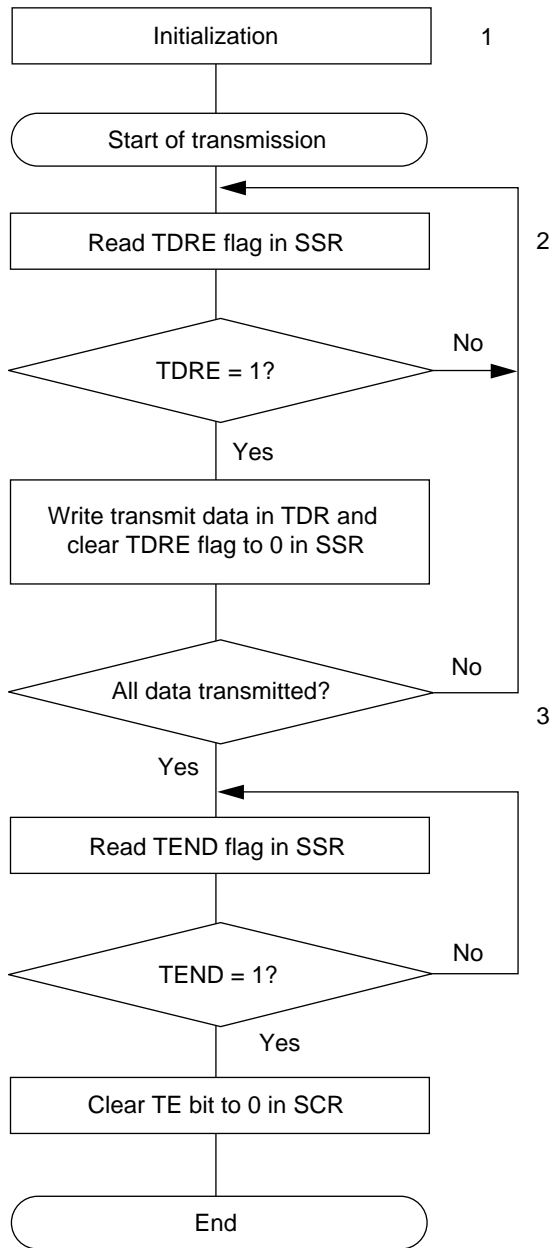 Initialization
1
Start of transmission
Read TDRE flag in SSR
2
TDRE = 1?
No
Yes
Write transmit data in TDR and
clear TDRE flag to 0 in SSR
All data transmitted?
No
3
Yes
Read TEND flag in SSR
TEND = 1?
No
Yes
Clear TE bit to 0 in SCR
End